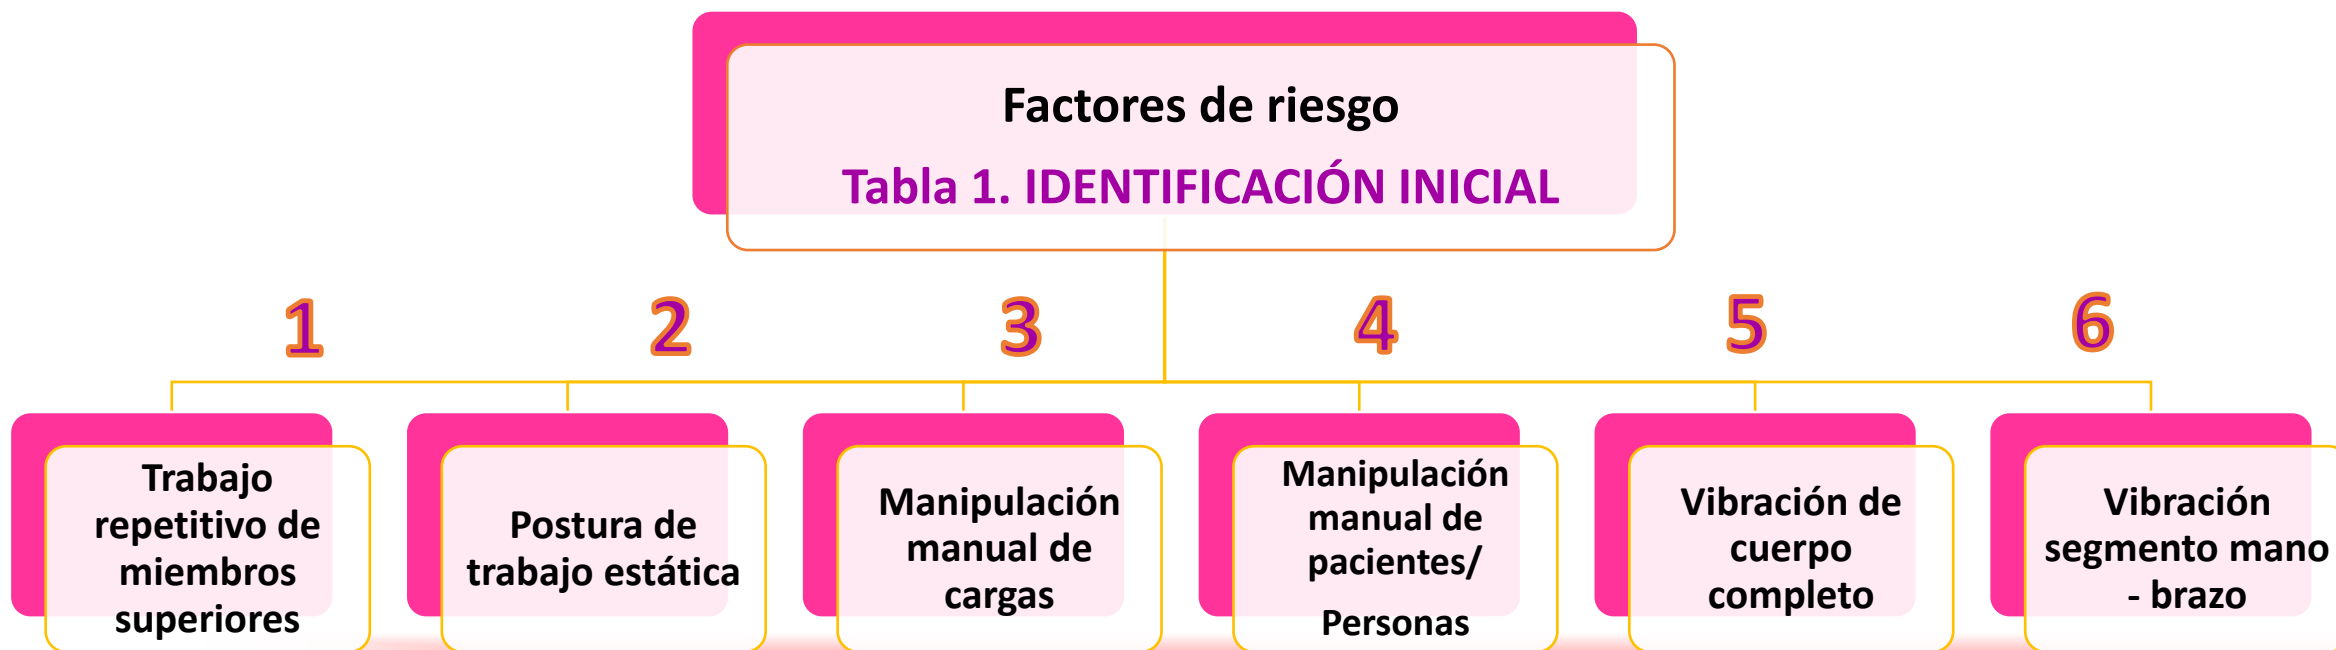 Factores de riesgo
Tabla 1. IDENTIFICACIÓN INICIAL
1
2
3
4
5
6
Trabajo
repetitivo de
miembros
superiores
Postura de
trabajo estática
Manipulación
manual de
cargas
Manipulación
manual de
pacientes/
Personas
Vibración de
cuerpo
completo
Vibración
segmento mano
- brazo